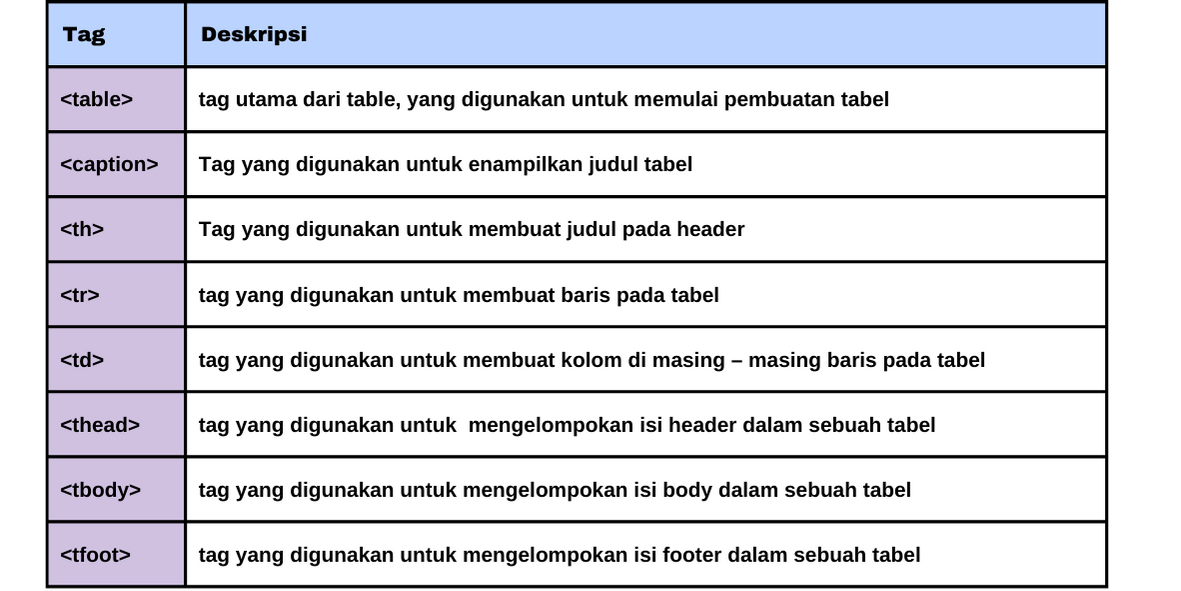 Tag Deskripsi
<table> tag utama dari table, yang digunakan untuk memulai pembuatan tabel
<caption> Tag yang digunakan untuk enampilkan judul tabel
<th> Tag yang digunakan untuk membuat judul pada header
<tr> tag yang digunakan untuk membuat baris pada tabel
<td> tag yang digunakan untuk membuat kolom di masing – masing baris pada tabel
<thead> tag yang digunakan untuk  mengelompokan isi header dalam sebuah tabel
<tbody> tag yang digunakan untuk mengelompokan isi body dalam sebuah tabel
<tfoot> tag yang digunakan untuk mengelompokan isi footer dalam sebuah tabel